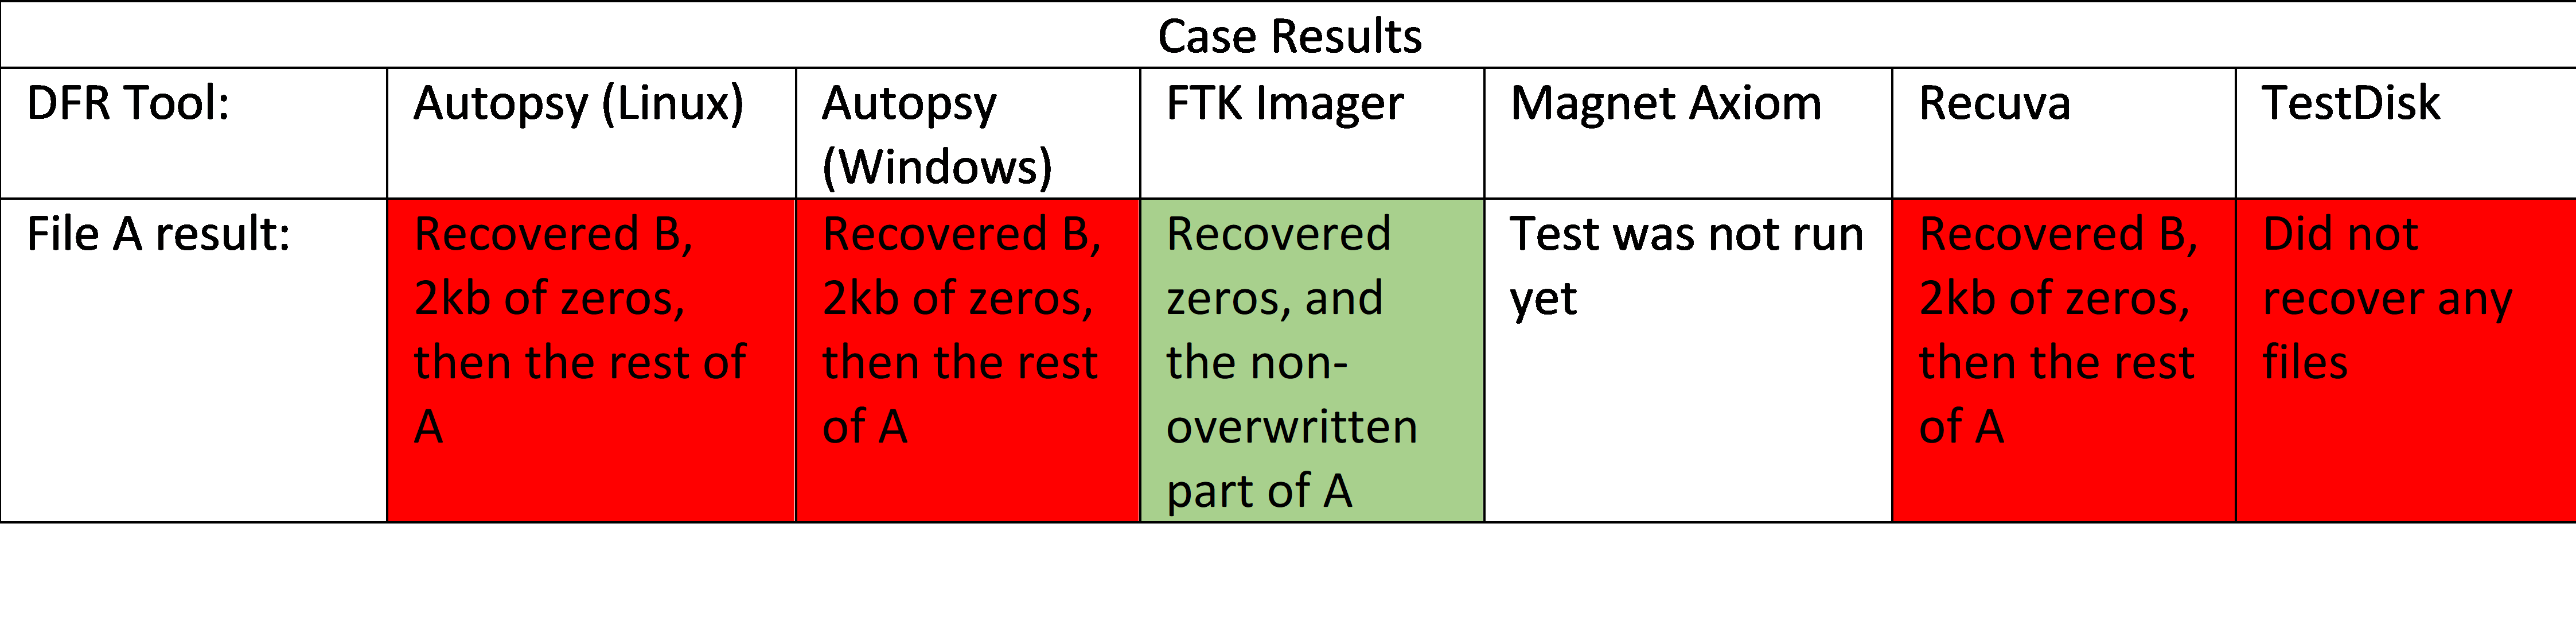 Case Results
DFR Tool:
Autopsy (Linux)
Autopsy
(Windows)
FTK Imager
Magnet Axiom
Recuva
TestDisk
File A result:
Recovered B,
2kb of zeros,
then the rest of
A
Recovered B,
2kb of zeros,
then the rest
of A
Recovered
zeros, and
the non-
overwritten
part of A
Test was not run
yet
Recovered B,
2kb of zeros,
then the rest
of A
Did not
recover any
files